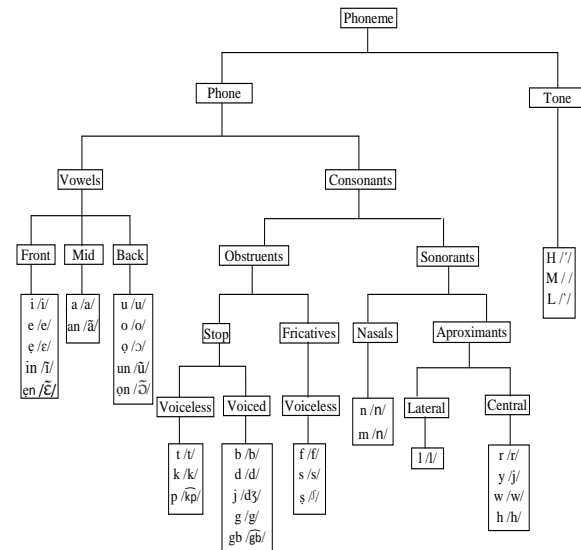 Phoneme
Phone
Tone
Vowels
Consonants
Front
Mid
Back
Obstruents
Sonorants
H /´/
M / /
L /`/
i /i/
e /e/
ẹ /ɛ/
in /ĩ/
ẹn /ɛ̃/
a /a/
an /ã/
u /u/
o /o/
ọ /ɔ/
un /ũ/
ọn /ɔ̃/
Stop
Fricatives
Nasals
Aproximants
Voiceless
Voiced
Voiceless
n /n/
m /n/
Lateral
Central
t /t/
k /k/
p /k͡p/
b /b/
d /d/
j /dʒ/
g /g/
gb /g͡b/
f /f/
s /s/
ṣ /ʃ/
l /l/
r /r/
y /j/
w /w/
h /h/